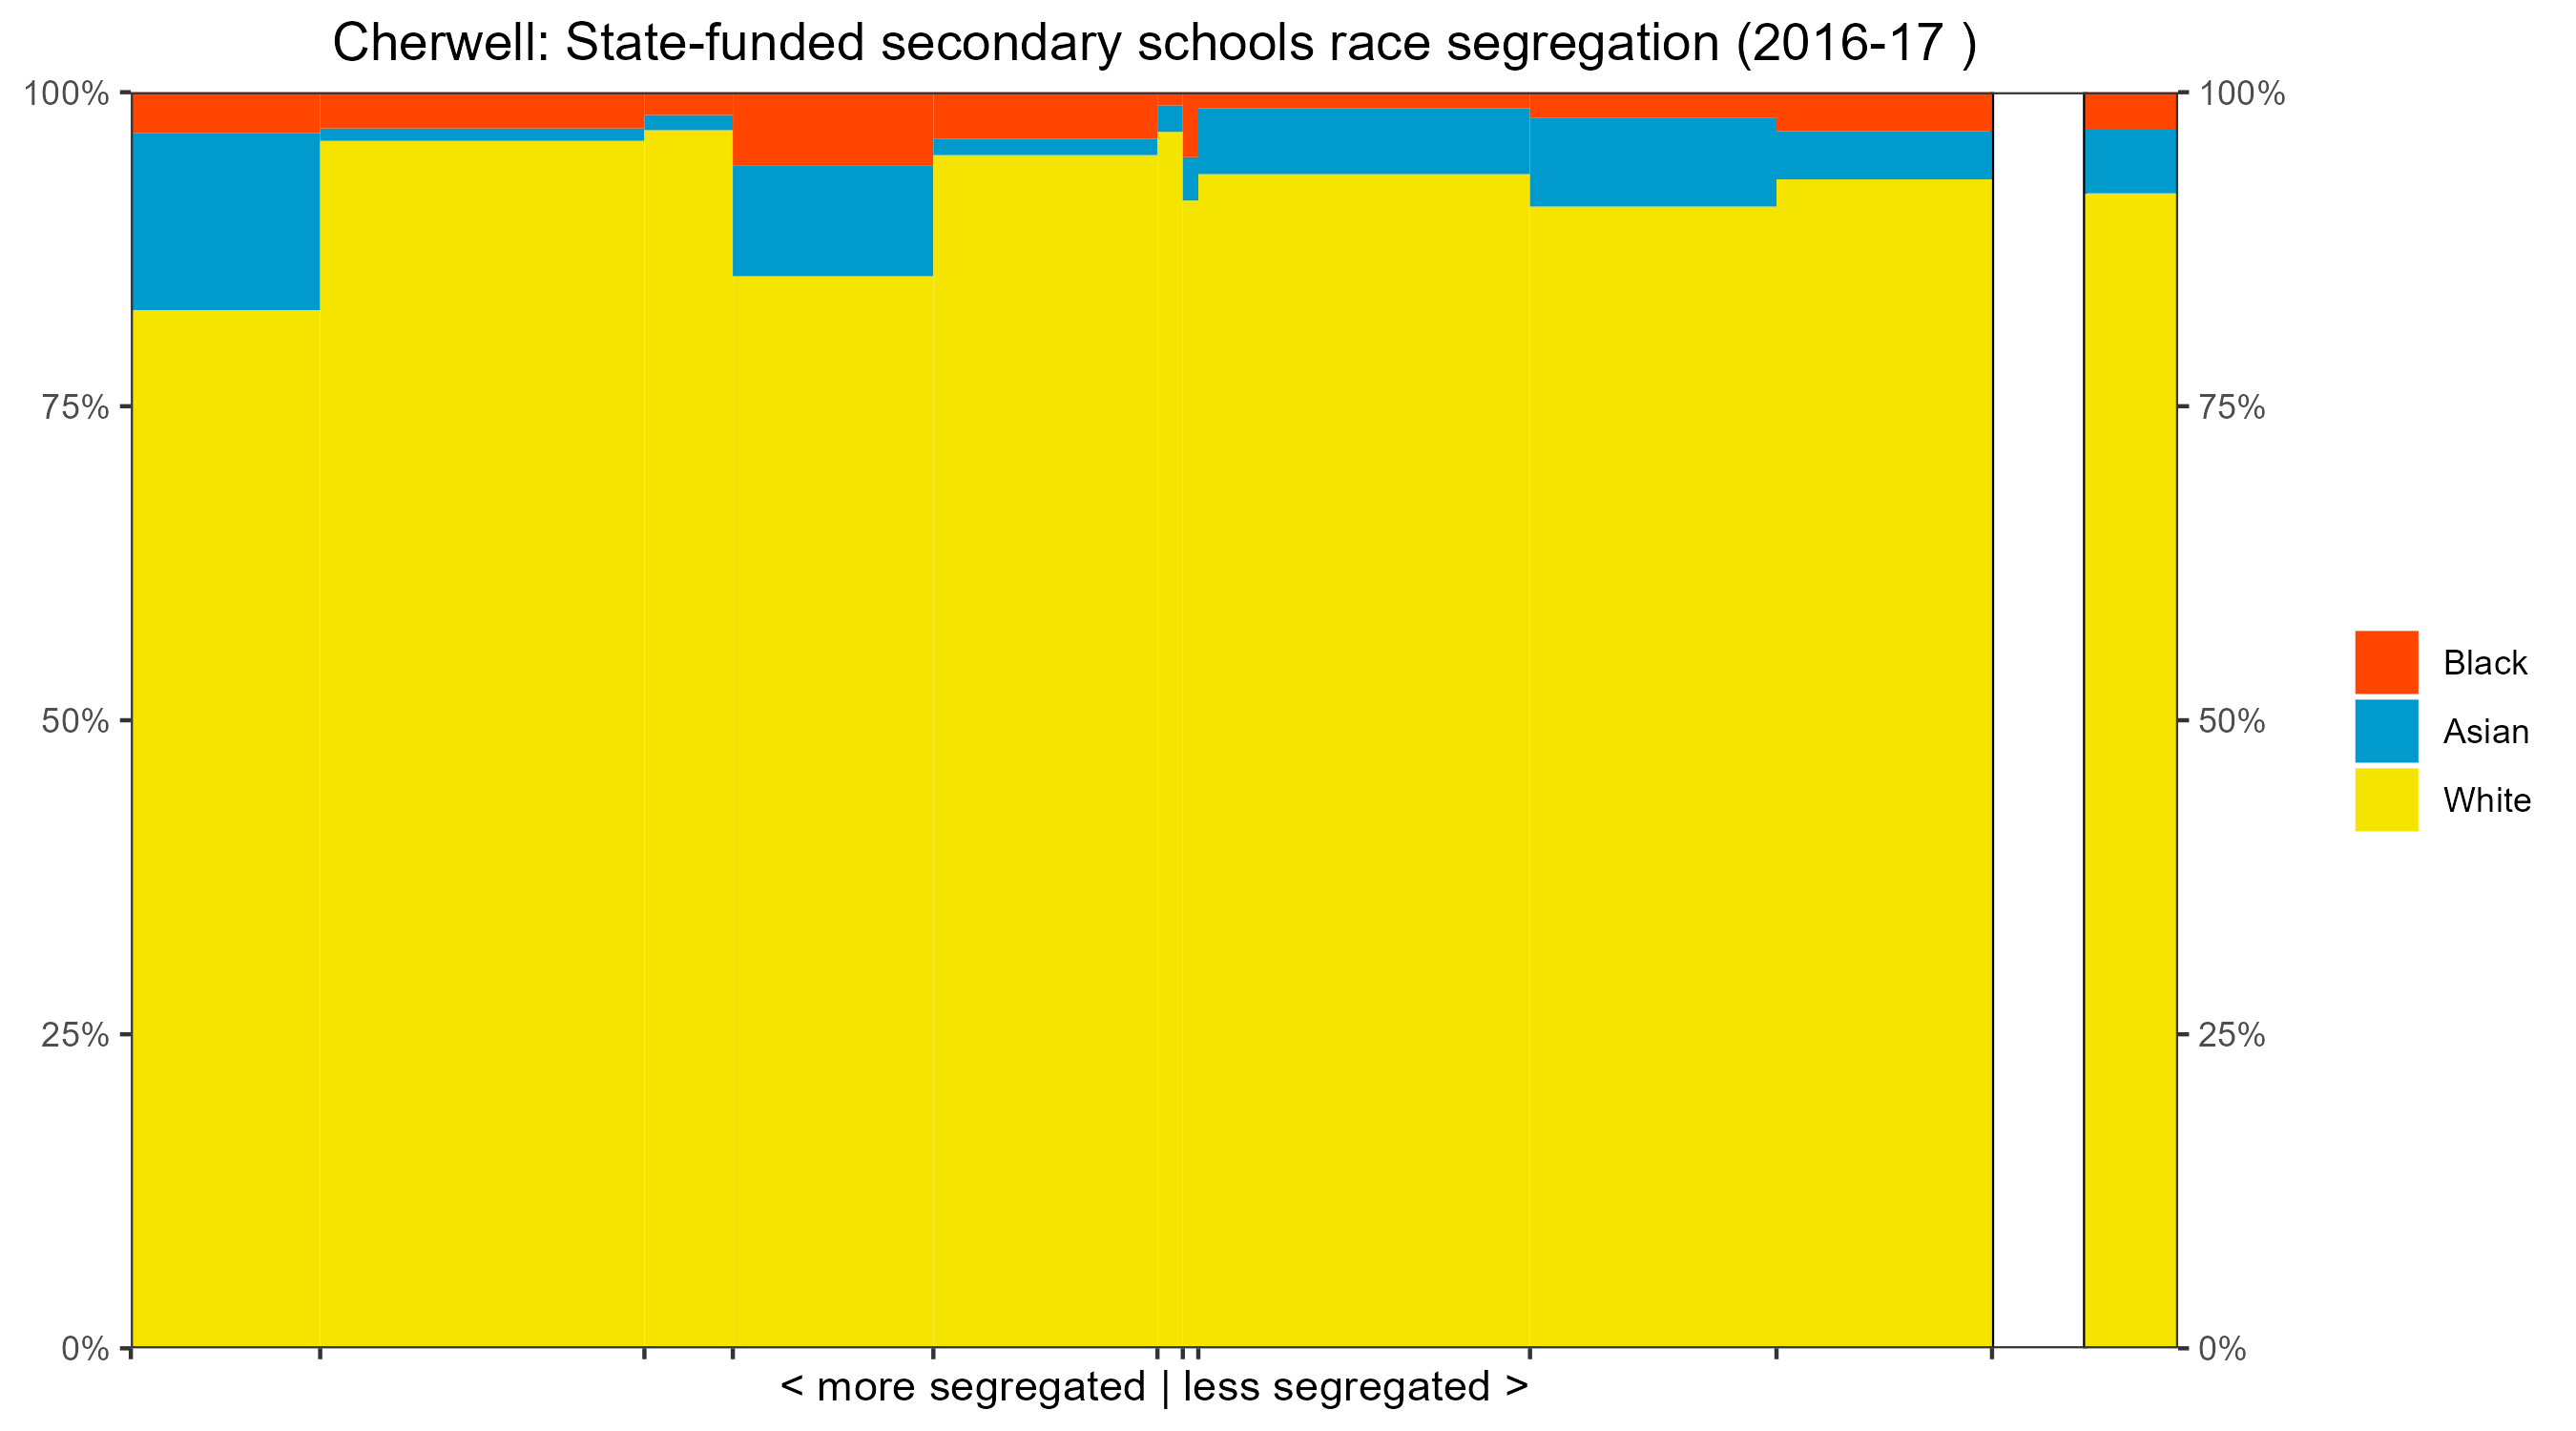 Cherwell: State-funded secondary schools race segregation (2016-17 )
100%
75%
50%
25%
0%
100%
75%
50%
25%
0%
< more segregated | less segregated >
Black
Asian
White